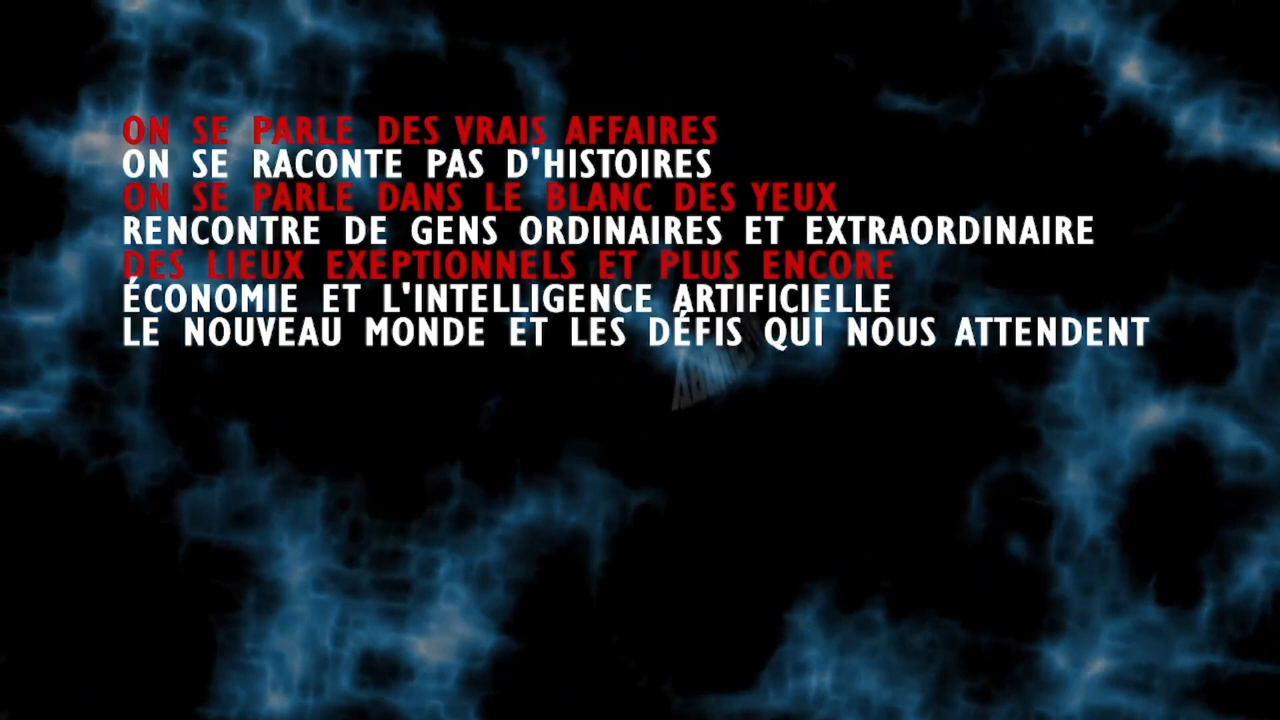 ON SE PARLE DES VRAIS AFFAIRES
ON SE RACONTE PAS D'HISTOIRES
ON SE PARLE DANS LE BLANC DES YEUX
RENCONTRE DE GENS ORDINAIRES ET EXTRAORDINAIRE
DES LIEUX EXEPTIONNELS ET PLUS ENCORE
ÉCONOMIE ET L'INTELLIGENCE ARTIFICIELLE
LE NOUVEAU MONDE ET LES DÉFIS QUI NOUS ATTENDENT